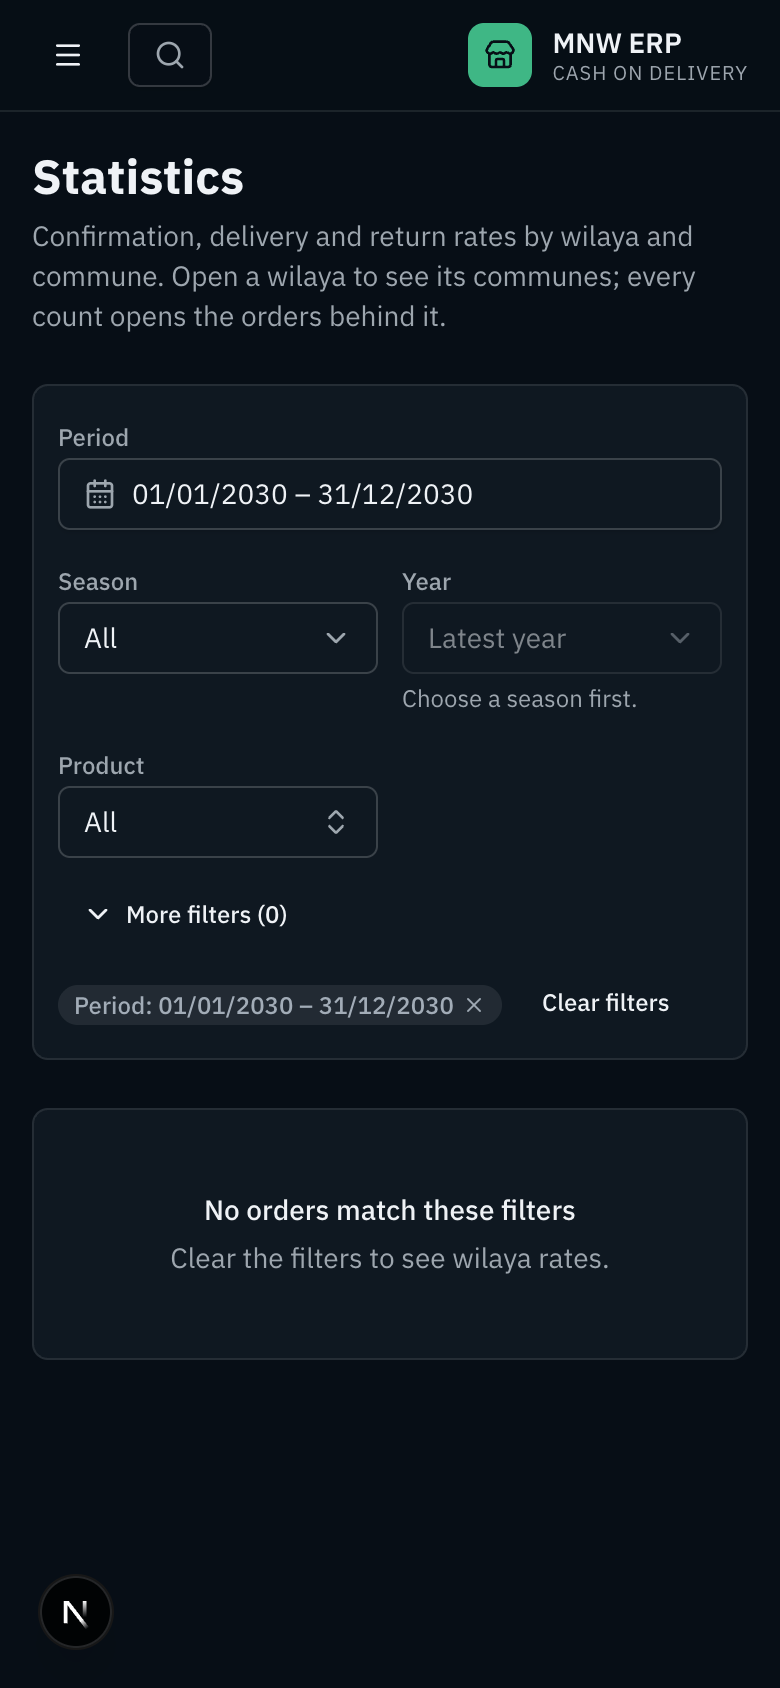 MNW ERP
CASH ON DELIVERY
Statistics
Confirmation, delivery and return rates by wilaya and
commune. Open a wilaya to see its communes; every
count opens the orders behind it.
Period
01/01/2030 – 31/12/2030
Season
Year
All
Latest year
Choose a season first.
Product
All
More filters (0)
Period: 01/01/2030 – 31/12/2030
Clear filters
No orders match these filters
Clear the filters to see wilaya rates.
N